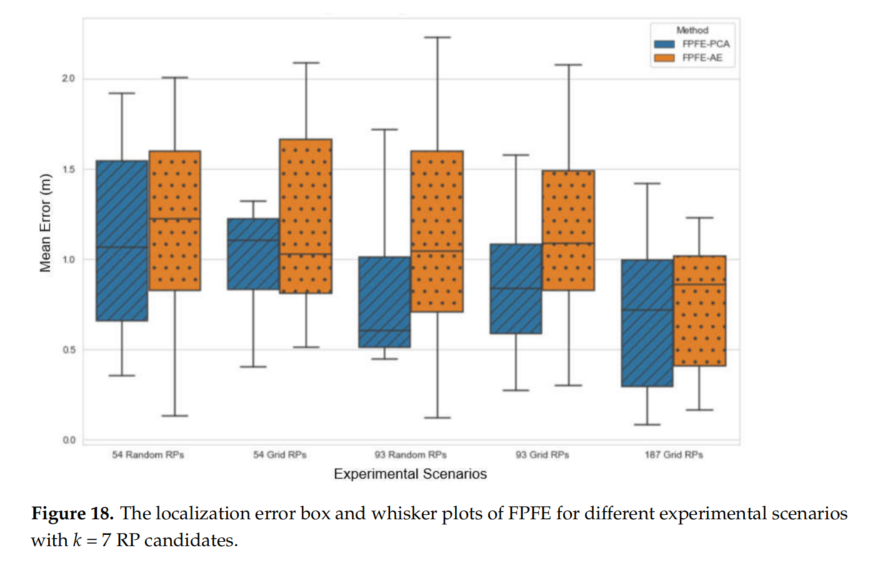 Method
FPFE-PCA
FPFE-AE
2.0
1.5
1.0
0.5
0.0
Mean Error (m)
54 Random RPs
54 Grid RPs
93 Random RPs
93 Grid RPs
187 Grid RPs
Experimental Scenarios
Figure 18. The localization error box and whisker plots of FPFE for different experimental scenarios
with k = 7 RP candidates.